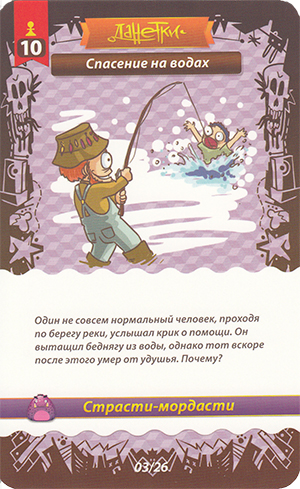 Данетки
10
Спасение на водах
Один не совсем нормальный человек, проходя
по берегу реки, услышал крик о помощи. Он
вытащил беднягу из воды, однако тот вскоре
после этого умер от удушья. Почему?
Страсти-мордасти
03/26